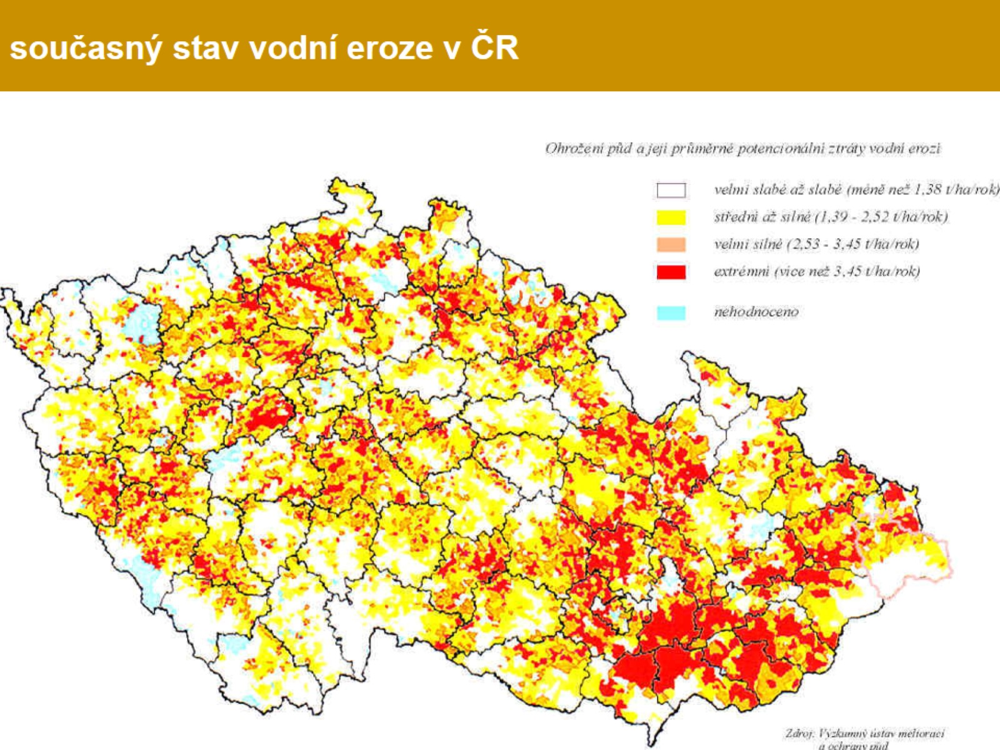 současný stav vodní eroze v ČR
Ohrožení půd a její průměrné potencionální ztráty vodní erozí
velmi slabé až slabé (méně než 1,38 t/ha/rok)
střední až silné (1,39 - 2,52 t/ha/rok)
velmi silné (2,53 - 3,45 t/ha/rok)
extrémní (více než 3,45 t/ha/rok)
nehodnoceno
Zdroj: Výzkumný ústav meliorací
a ochrany půd